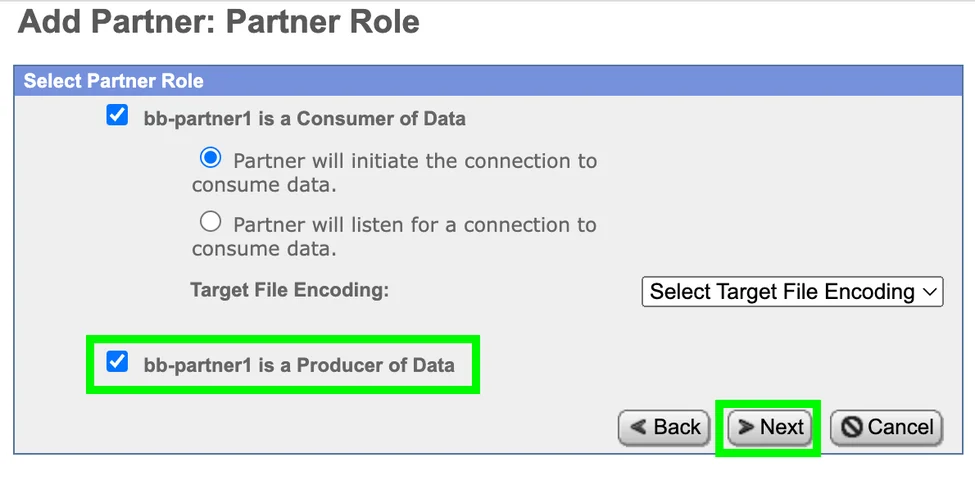 Add Partner: Partner Role
Select Partner Role
bb-partner1 is a Consumer of Data
Partner will initiate the connection to
consume data.
Partner will listen for a connection to
consume data.
Target File Encoding:
Select Target File Encoding
bb-partner1 is a Producer of Data
Back
Next
Cancel